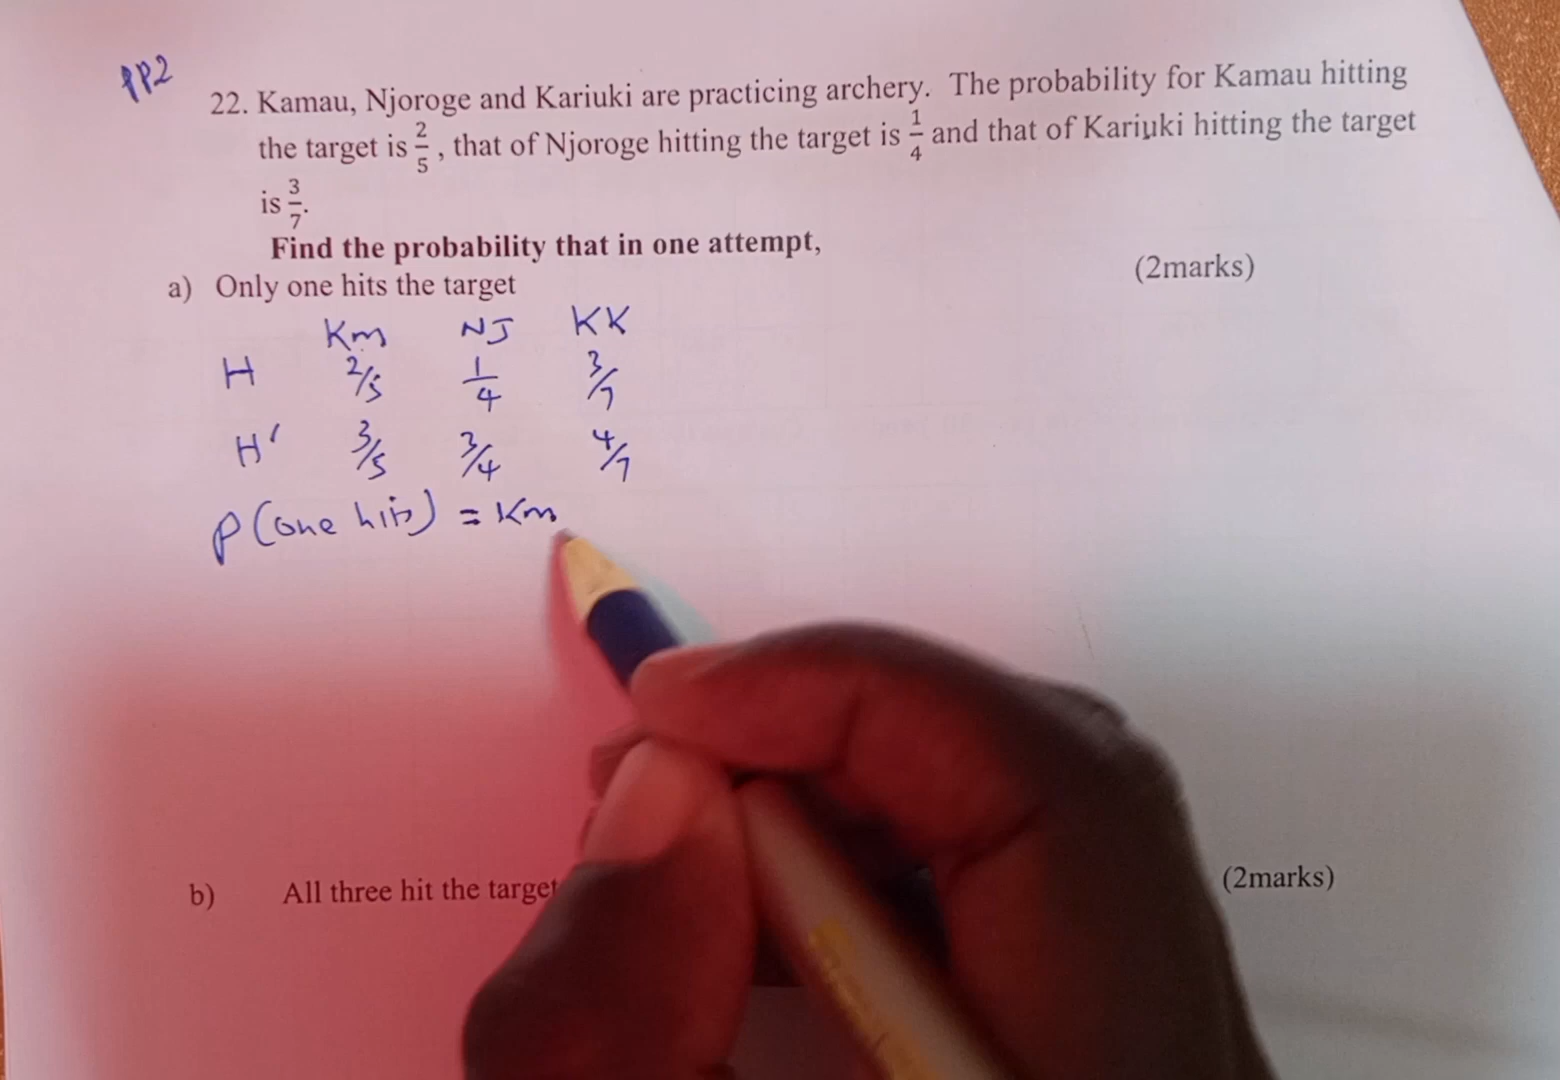 PP2
22. Kamau, Njoroge and Kariuki are practicing archery. The probability for Kamau hitting
the target is 2/5, that of Njoroge hitting the target is 1/4 and that of Kariuki hitting the target
is 3/7.
Find the probability that in one attempt,
a) Only one hits the target (2marks)
Km NJ KK
H 2/5 1/4 3/7
H' 3/5 3/4 4/7
P(one hits) = Km
b) All three hit the target (2marks)